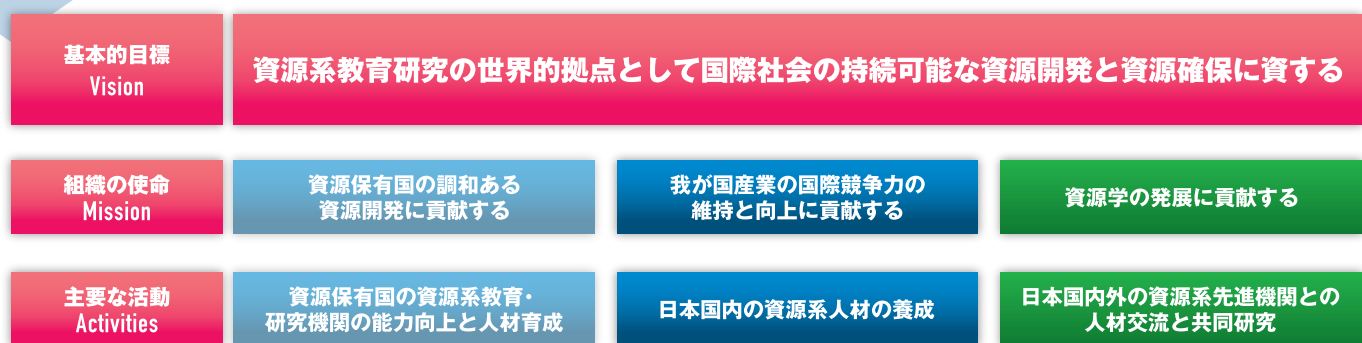 基本的目標
Vision
資源系教育研究の世界的拠点として国際社会の持続可能な資源開発と資源確保に資する
組織の使命
Mission
資源保有国の調和ある
資源開発に貢献する
我が国産業の国際競争力の
維持と向上に貢献する
資源学の発展に貢献する
主要な活動
Activities
資源保有国の資源系教育・
研究機関の能力向上と人材育成
日本国内の資源系人材の養成
日本国内外の資源系先進機関との
人材交流と共同研究